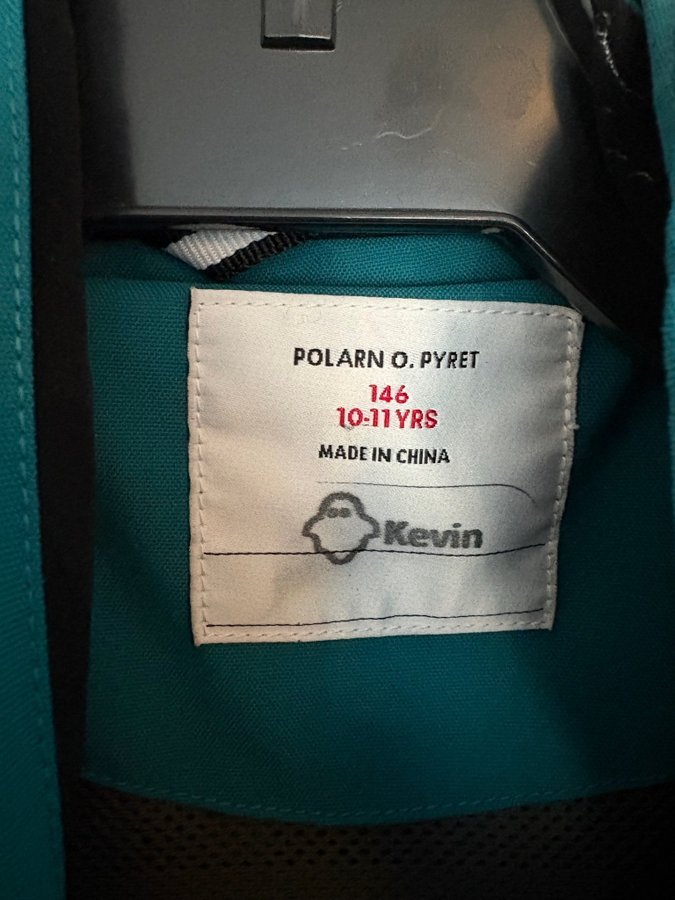 POLARN O. PYRET
146
10-11 YRS
MADE IN CHINA
Kevin